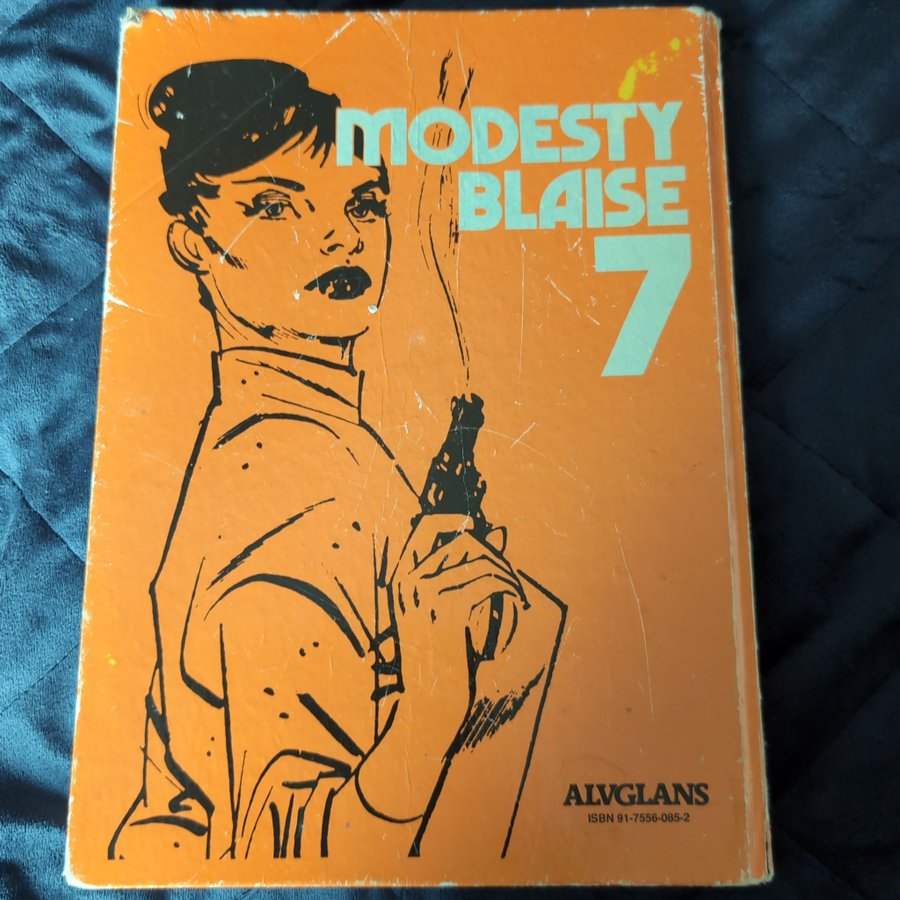 MODESTY
BLAISE
7
ALVGLANS
ISBN 91-7556-085-2